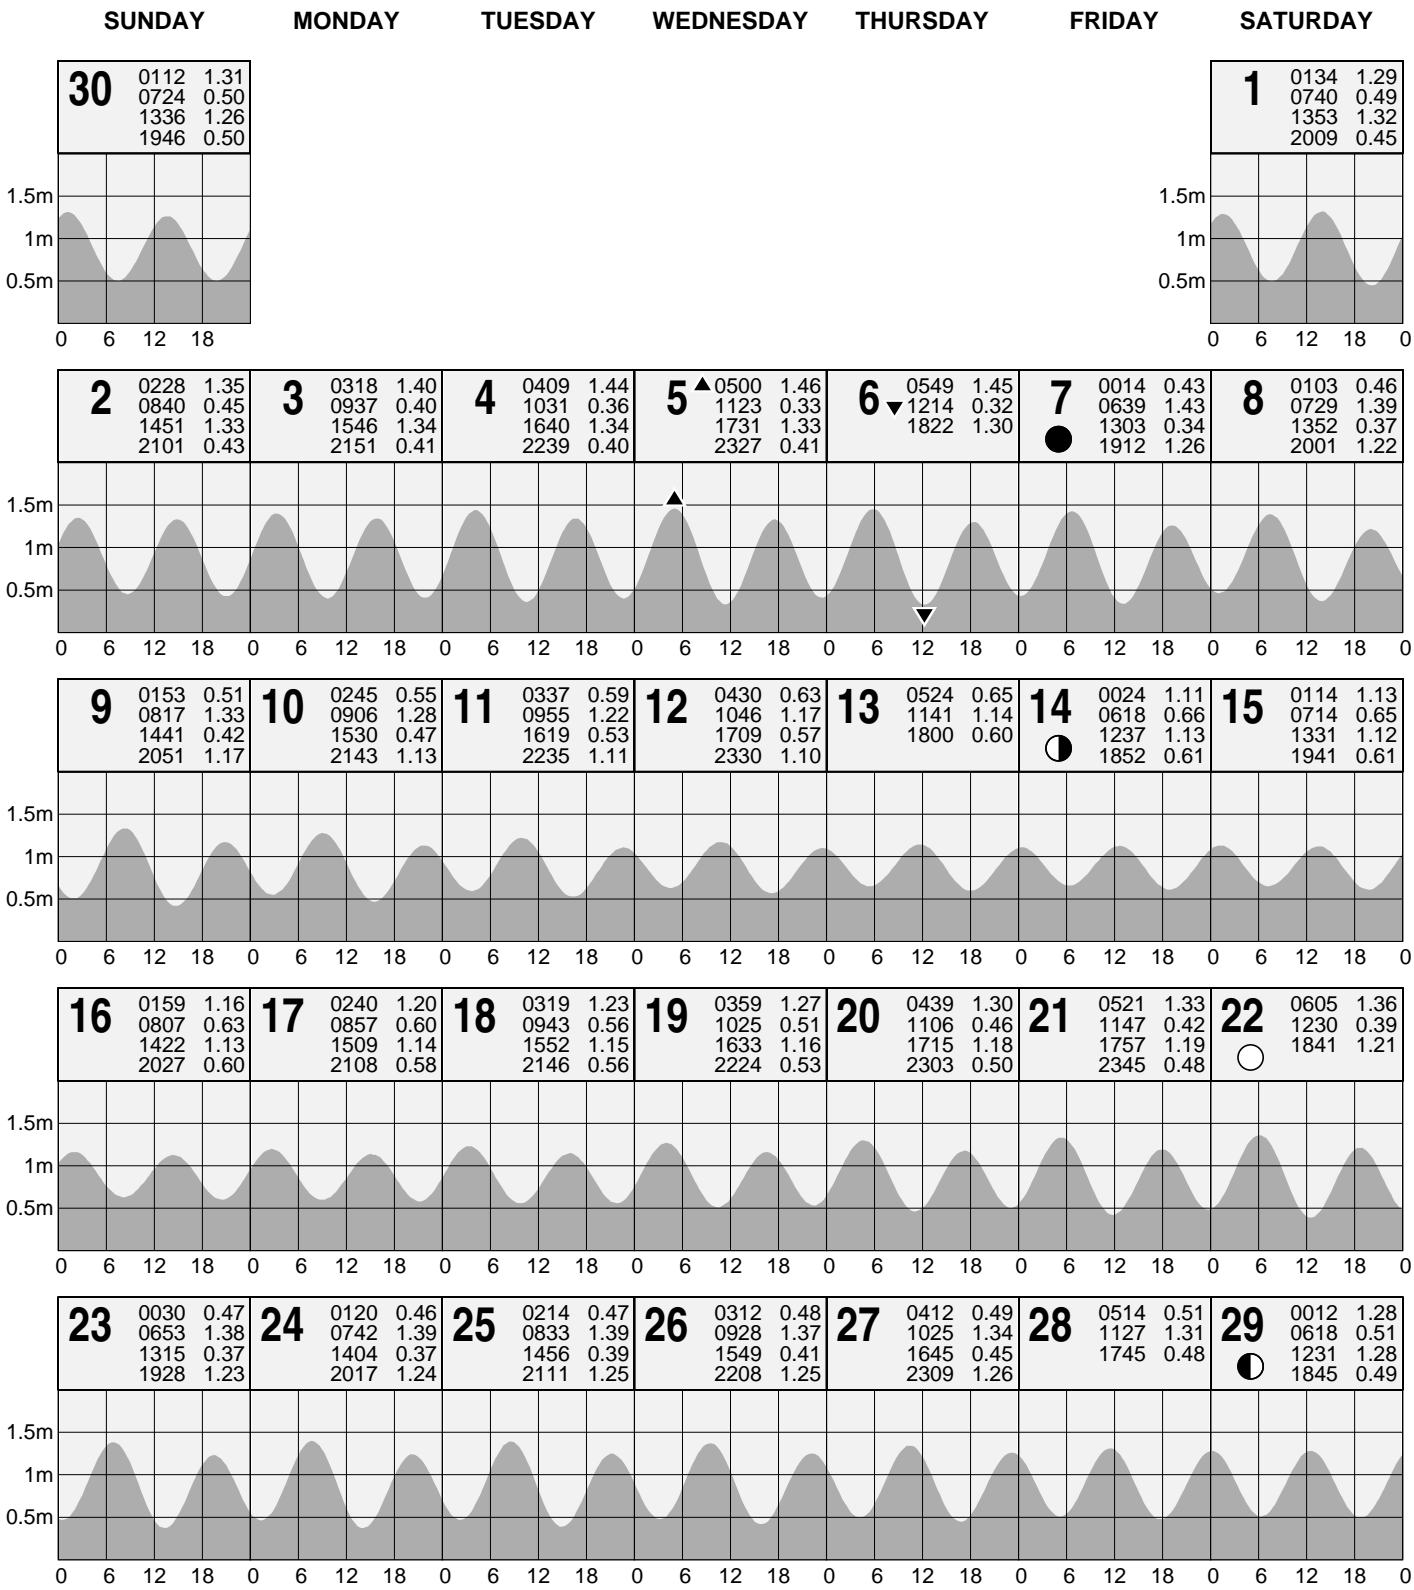 SUNDAY MONDAY TUESDAY WEDNESDAY THURSDAY FRIDAY SATURDAY
30 0112 1.31 1 0134 1.29
0724 0.50 0740 0.49
1336 1.26 1353 1.32
1946 0.50 2009 0.45
1.5m 1.5m
1m 1m
0.5m 0.5m
0 6 12 18 0 6 12 18 0
2 0228 1.35 3 0318 1.40 4 0409 1.44 5 0500 1.46 6 0549 1.45 7 0014 0.43 8 0103 0.46
0840 0.45 0937 0.40 1031 0.36 1123 0.33 1214 0.32 0639 1.43 0729 1.39
1451 1.33 1546 1.34 1640 1.34 1731 1.33 1822 1.30 1303 0.34 1352 0.37
2101 0.43 2151 0.41 2239 0.40 2327 0.41 1912 1.26 2001 1.22
1.5m
1m
0.5m
0 6 12 18 0 6 12 18 0 6 12 18 0 6 12 18 0 6 12 18 0 6 12 18 0 6 12 18 0
9 0153 0.51 10 0245 0.55 11 0337 0.59 12 0430 0.63 13 0524 0.65 14 0024 1.11 15 0114 1.13
0817 1.33 0906 1.28 0955 1.22 1046 1.17 1141 1.14 0618 0.66 0714 0.65
1441 0.42 1530 0.47 1619 0.53 1709 0.57 1800 0.60 1237 1.13 1331 1.12
2051 1.17 2143 1.13 2235 1.11 2330 1.10 1852 0.61 1941 0.61
1.5m
1m
0.5m
0 6 12 18 0 6 12 18 0 6 12 18 0 6 12 18 0 6 12 18 0 6 12 18 0 6 12 18 0
16 0159 1.16 17 0240 1.20 18 0319 1.23 19 0359 1.27 20 0439 1.30 21 0521 1.33 22 0605 1.36
0807 0.63 0857 0.60 0943 0.56 1025 0.51 1106 0.46 1147 0.42 1230 0.39
1422 1.13 1509 1.14 1552 1.15 1633 1.16 1715 1.18 1757 1.19 1841 1.21
2027 0.60 2108 0.58 2146 0.56 2224 0.53 2303 0.50 2345 0.48
1.5m
1m
0.5m
0 6 12 18 0 6 12 18 0 6 12 18 0 6 12 18 0 6 12 18 0 6 12 18 0 6 12 18 0
23 0030 0.47 24 0120 0.46 25 0214 0.47 26 0312 0.48 27 0412 0.49 28 0514 0.51 29 0012 1.28
0653 1.38 0742 1.39 0833 1.39 0928 1.37 1025 1.34 1127 1.31 0618 0.51
1315 0.37 1404 0.37 1456 0.39 1549 0.41 1645 0.45 1745 0.48 1231 1.28
1928 1.23 2017 1.24 2111 1.25 2208 1.25 2309 1.26 1845 0.49
1.5m
1m
0.5m
0 6 12 18 0 6 12 18 0 6 12 18 0 6 12 18 0 6 12 18 0 6 12 18 0 6 12 18 0